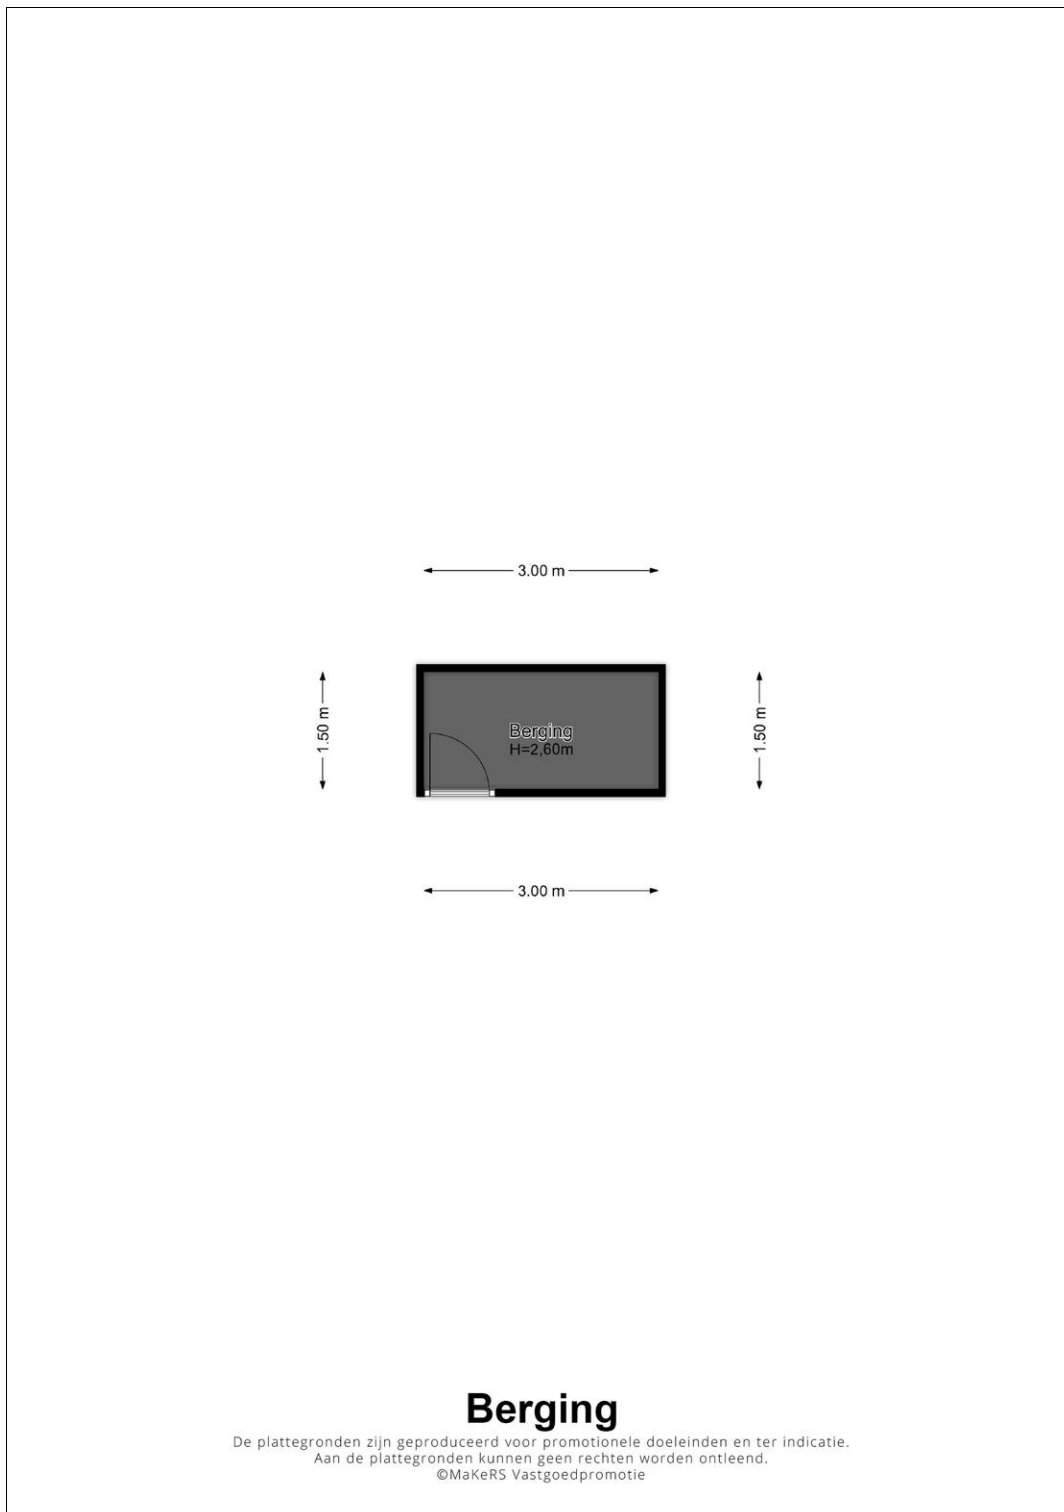 3.00 m
1.50 m
Berging
H=2,60m
1.50 m
3.00 m
Berging
De plattegronden zijn geproduceerd voor promotionele doeleinden en ter indicatie.
Aan de plattegronden kunnen geen rechten worden ontleend.
©MaKeRS Vastgoedpromotie